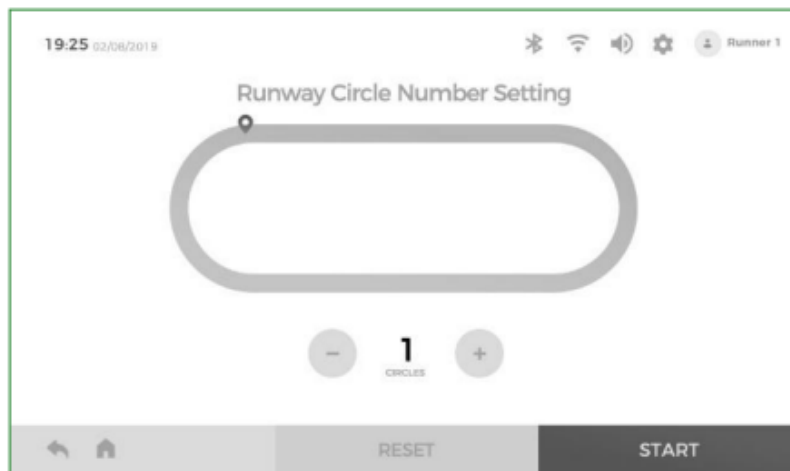 19:25 02/08/2019 Runner 1
Runway Circle Number Setting
1
CIRCLES
RESET START